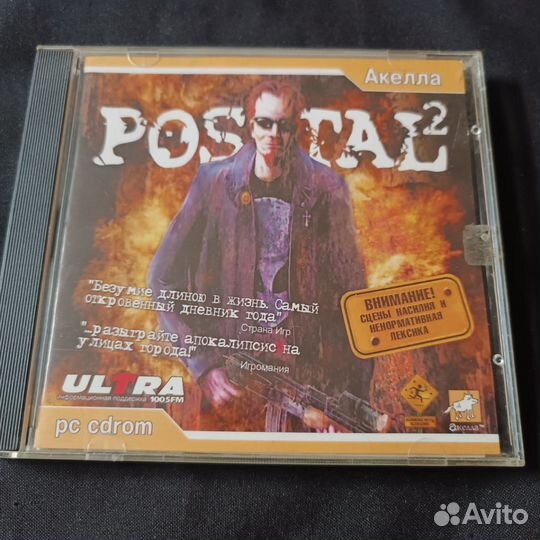 Акелла
POSTAL²
"Безумие длиною в жизнь. Самый
откровенный дневник года"
Страна Игр
"...разыграйте апокалипсис на
улицах города!"
Игромания
ВНИМАНИЕ!
СЦЕНЫ НАСИЛИЯ И
НЕНОРМАТИВНАЯ
ЛЕКСИКА
ULTRA
информационная поддержка 100.5FM
pc cdrom
акелла™
Avito